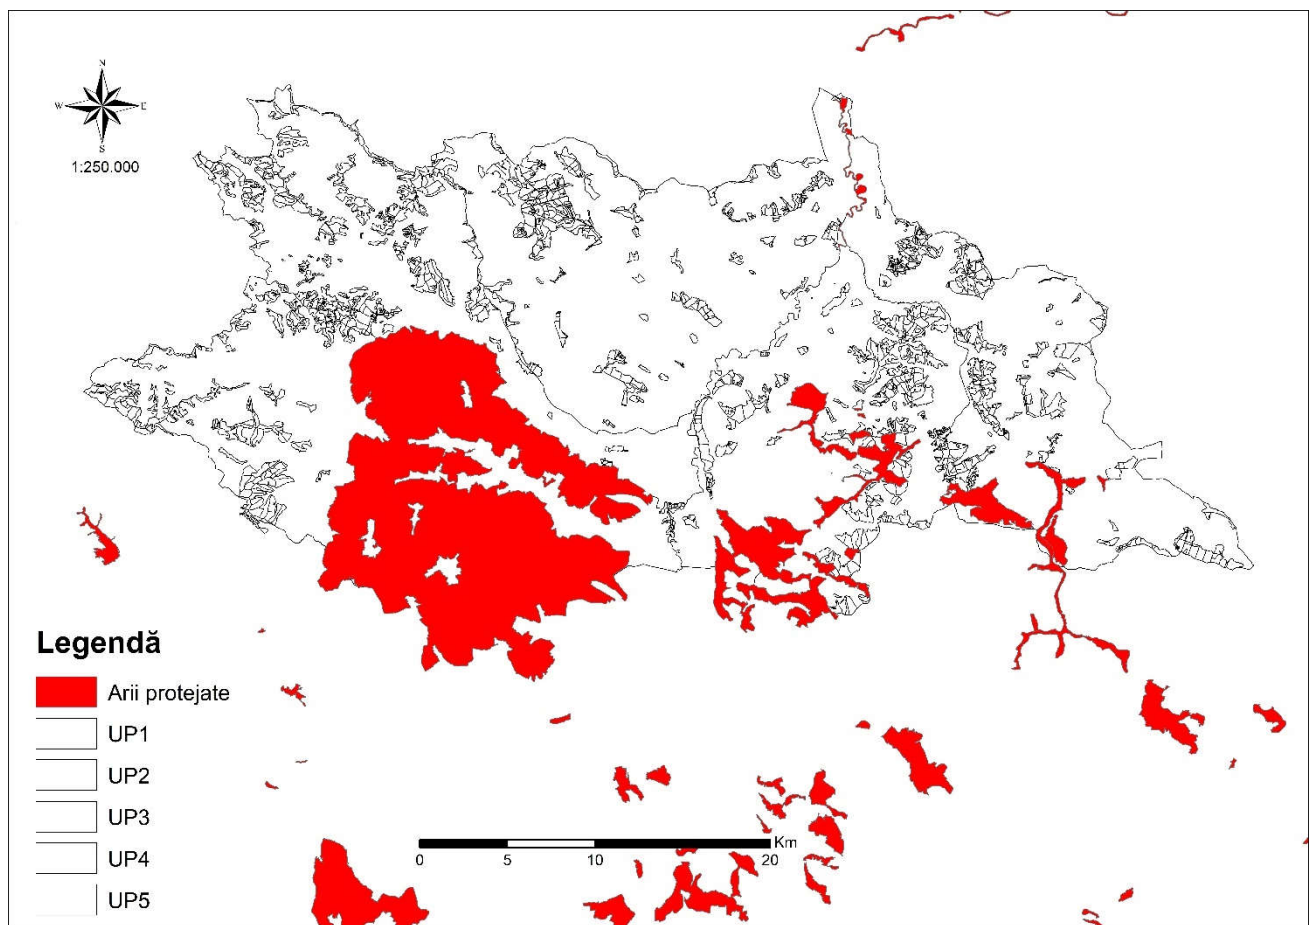 N
W E
S
1:250.000
Legendă
Arii protejate
UP1
UP2
UP3
UP4
UP5
Km
0 5 10 20